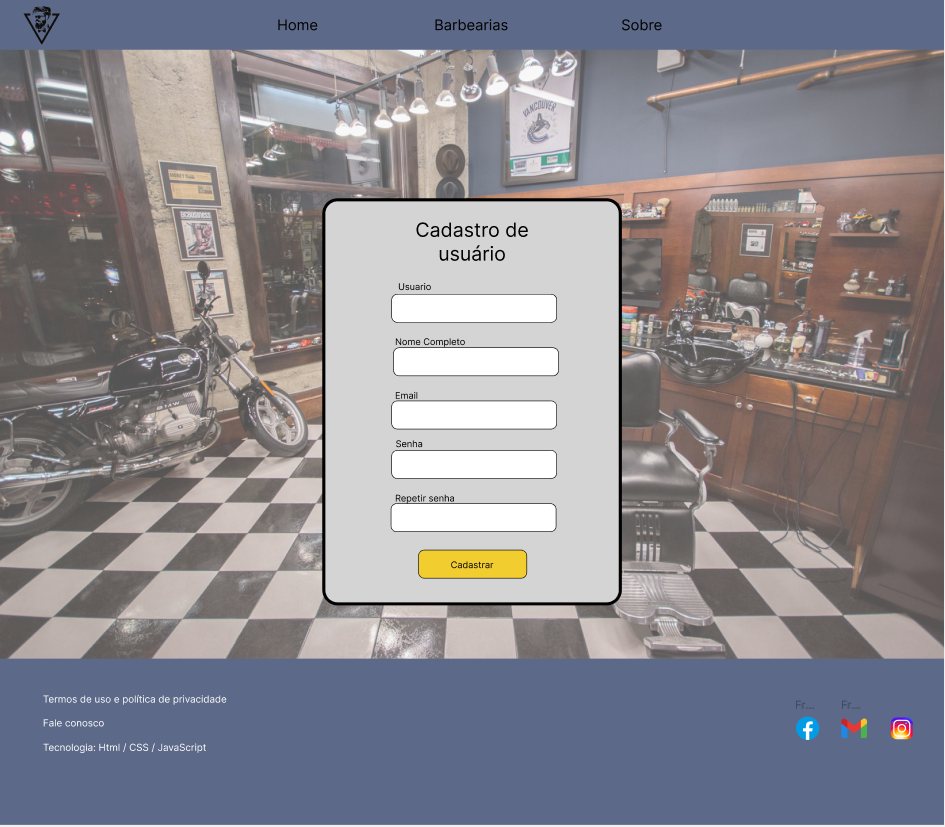 Home
Barbearias
Sobre
VANCOUVER
Cadastro de
usuário
Usuario
Nome Completo
Email
Senha
Repetir senha
Cadastrar
Termos de uso e política de privacidade
Fale conosco
Tecnologia: Html / CSS / JavaScript
Fr...
Fr...